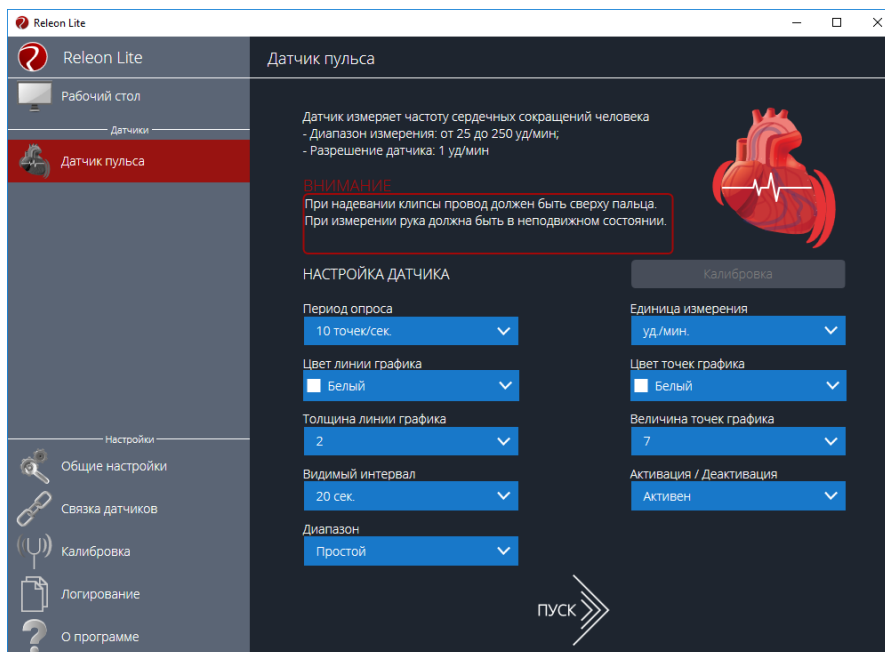 Releon Lite
Releon Lite
Рабочий стол
Датчики
Датчик пульса
Настройки
Общие настройки
Связка датчиков
Калибровка
Логирование
О программе
Датчик пульса
Датчик измеряет частоту сердечных сокращений человека
- Диапазон измерения: от 25 до 250 уд/мин;
- Разрешение датчика: 1 уд/мин
ВНИМАНИЕ
При надевании клипсы провод должен быть сверху пальца.
При измерении рука должна быть в неподвижном состоянии.
НАСТРОЙКА ДАТЧИКА
Калибровка
Период опроса
10 точек/сек.
Единица измерения
уд./мин.
Цвет линии графика
Белый
Цвет точек графика
Белый
Толщина линии графика
2
Величина точек графика
7
Видимый интервал
20 сек.
Активация / Деактивация
Активен
Диапазон
Простой
ПУСК